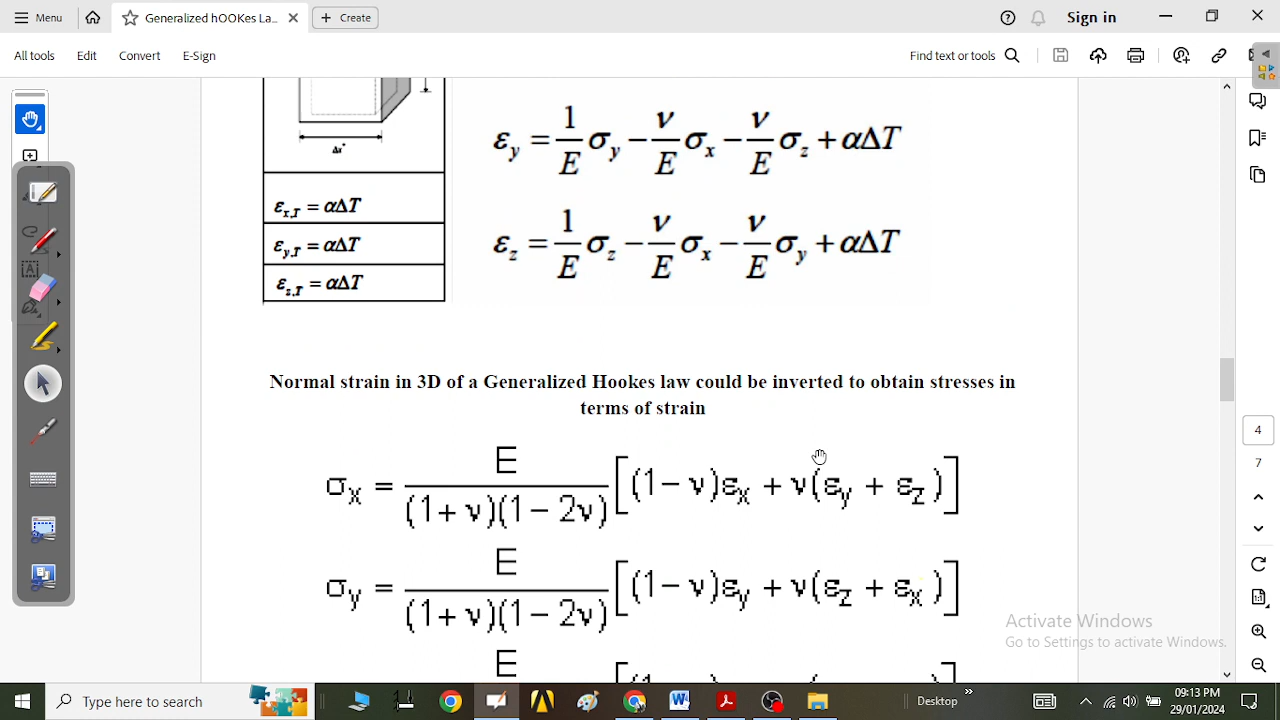 Menu
Generalized hOOKes La...
Create
Sign in
All tools Edit Convert E-Sign
Find text or tools
Δx'
ε_y = 1/E σ_y − ν/E σ_x − ν/E σ_z + αΔT
ε_x,T = αΔT
ε_y,T = αΔT
ε_z,T = αΔT
ε_z = 1/E σ_z − ν/E σ_x − ν/E σ_y + αΔT
Normal strain in 3D of a Generalized Hookes law could be inverted to obtain stresses in
terms of strain
σ_x = E/((1+ν)(1−2ν)) [(1−ν)ε_x + ν(ε_y + ε_z)]
σ_y = E/((1+ν)(1−2ν)) [(1−ν)ε_y + ν(ε_z + ε_x)]
E
4
7
Activate Windows
Go to Settings to activate Windows.
Type here to search
Desktop
09:13 PM
29/01/2024